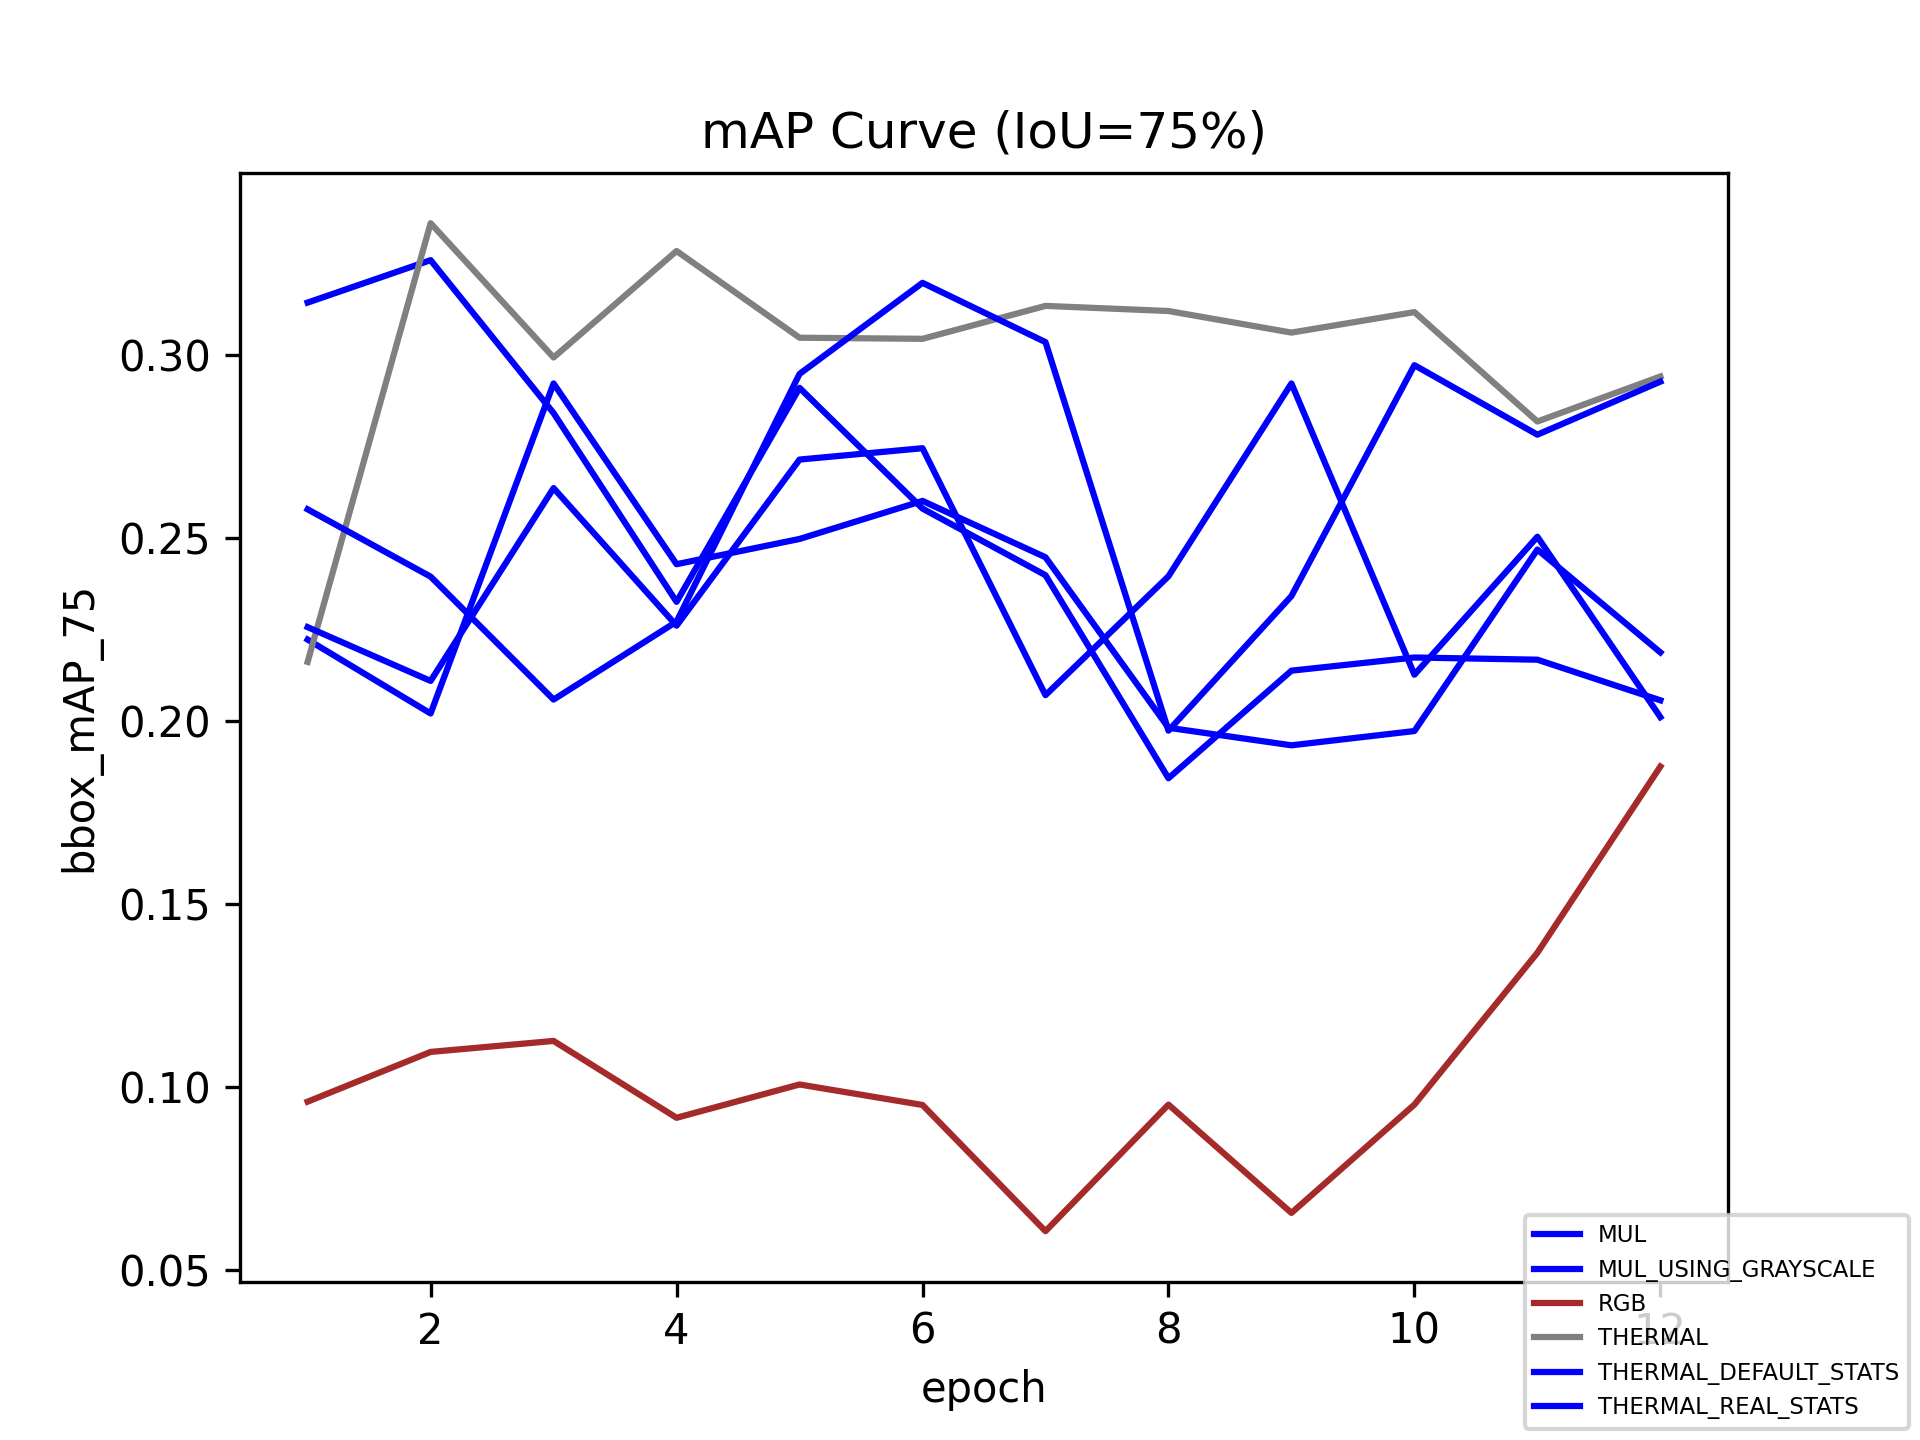 mAP Curve (IoU=75%)
bbox_mAP_75
0.30
0.25
0.20
0.15
0.10
0.05
2
4
6
8
10
12
epoch
MUL
MUL_USING_GRAYSCALE
RGB
THERMAL
THERMAL_DEFAULT_STATS
THERMAL_REAL_STATS